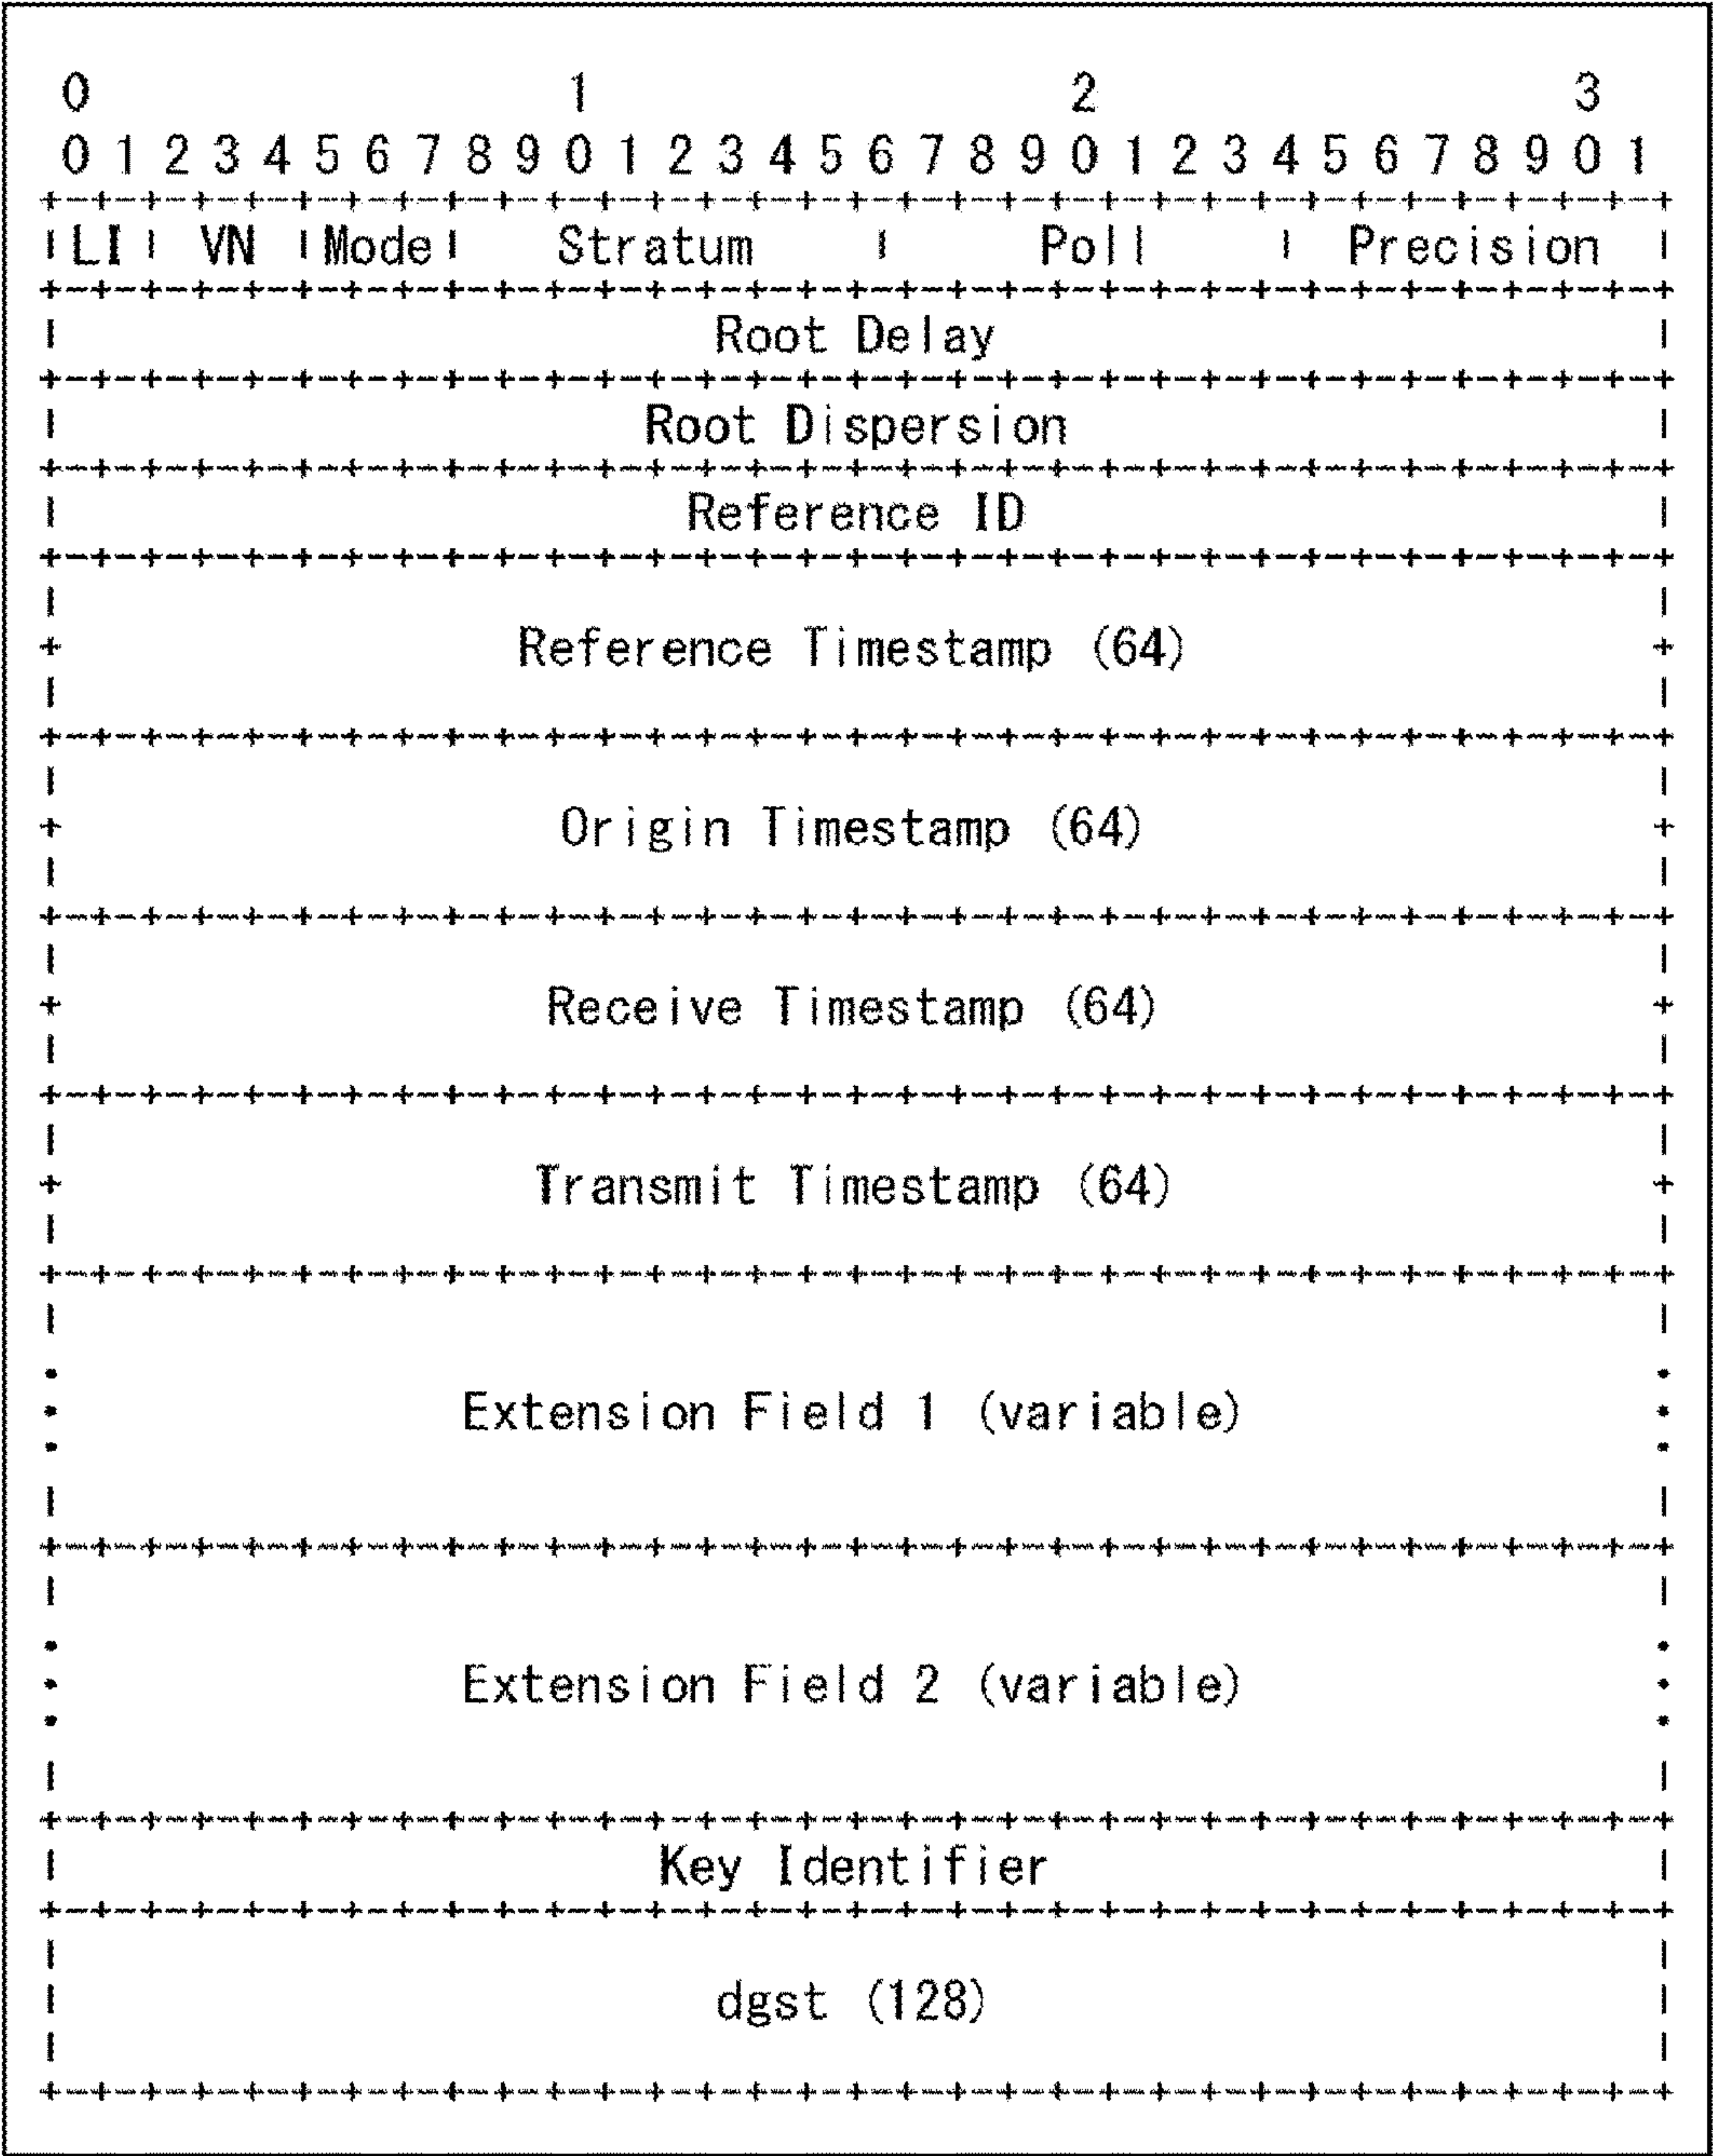 0 1 2 3
0 1 2 3 4 5 6 7 8 9 0 1 2 3 4 5 6 7 8 9 0 1 2 3 4 5 6 7 8 9 0 1
+-+-+-+-+-+-+-+-+-+-+-+-+-+-+-+-+-+-+-+-+-+-+-+-+-+-+-+-+-+-+-+-+
|LI | VN |Mode | Stratum | Poll | Precision |
+-+-+-+-+-+-+-+-+-+-+-+-+-+-+-+-+-+-+-+-+-+-+-+-+-+-+-+-+-+-+-+-+
| Root Delay |
+-+-+-+-+-+-+-+-+-+-+-+-+-+-+-+-+-+-+-+-+-+-+-+-+-+-+-+-+-+-+-+-+
| Root Dispersion |
+-+-+-+-+-+-+-+-+-+-+-+-+-+-+-+-+-+-+-+-+-+-+-+-+-+-+-+-+-+-+-+-+
| Reference ID |
+-+-+-+-+-+-+-+-+-+-+-+-+-+-+-+-+-+-+-+-+-+-+-+-+-+-+-+-+-+-+-+-+
| |
+ Reference Timestamp (64) +
| |
+-+-+-+-+-+-+-+-+-+-+-+-+-+-+-+-+-+-+-+-+-+-+-+-+-+-+-+-+-+-+-+-+
| |
+ Origin Timestamp (64) +
| |
+-+-+-+-+-+-+-+-+-+-+-+-+-+-+-+-+-+-+-+-+-+-+-+-+-+-+-+-+-+-+-+-+
| |
+ Receive Timestamp (64) +
| |
+-+-+-+-+-+-+-+-+-+-+-+-+-+-+-+-+-+-+-+-+-+-+-+-+-+-+-+-+-+-+-+-+
| |
+ Transmit Timestamp (64) +
| |
+-+-+-+-+-+-+-+-+-+-+-+-+-+-+-+-+-+-+-+-+-+-+-+-+-+-+-+-+-+-+-+-+
| |
. .
. Extension Field 1 (variable) .
. .
| |
+-+-+-+-+-+-+-+-+-+-+-+-+-+-+-+-+-+-+-+-+-+-+-+-+-+-+-+-+-+-+-+-+
| |
. .
. Extension Field 2 (variable) .
. .
| |
+-+-+-+-+-+-+-+-+-+-+-+-+-+-+-+-+-+-+-+-+-+-+-+-+-+-+-+-+-+-+-+-+
| Key Identifier |
+-+-+-+-+-+-+-+-+-+-+-+-+-+-+-+-+-+-+-+-+-+-+-+-+-+-+-+-+-+-+-+-+
| |
| dgst (128) |
| |
+-+-+-+-+-+-+-+-+-+-+-+-+-+-+-+-+-+-+-+-+-+-+-+-+-+-+-+-+-+-+-+-+